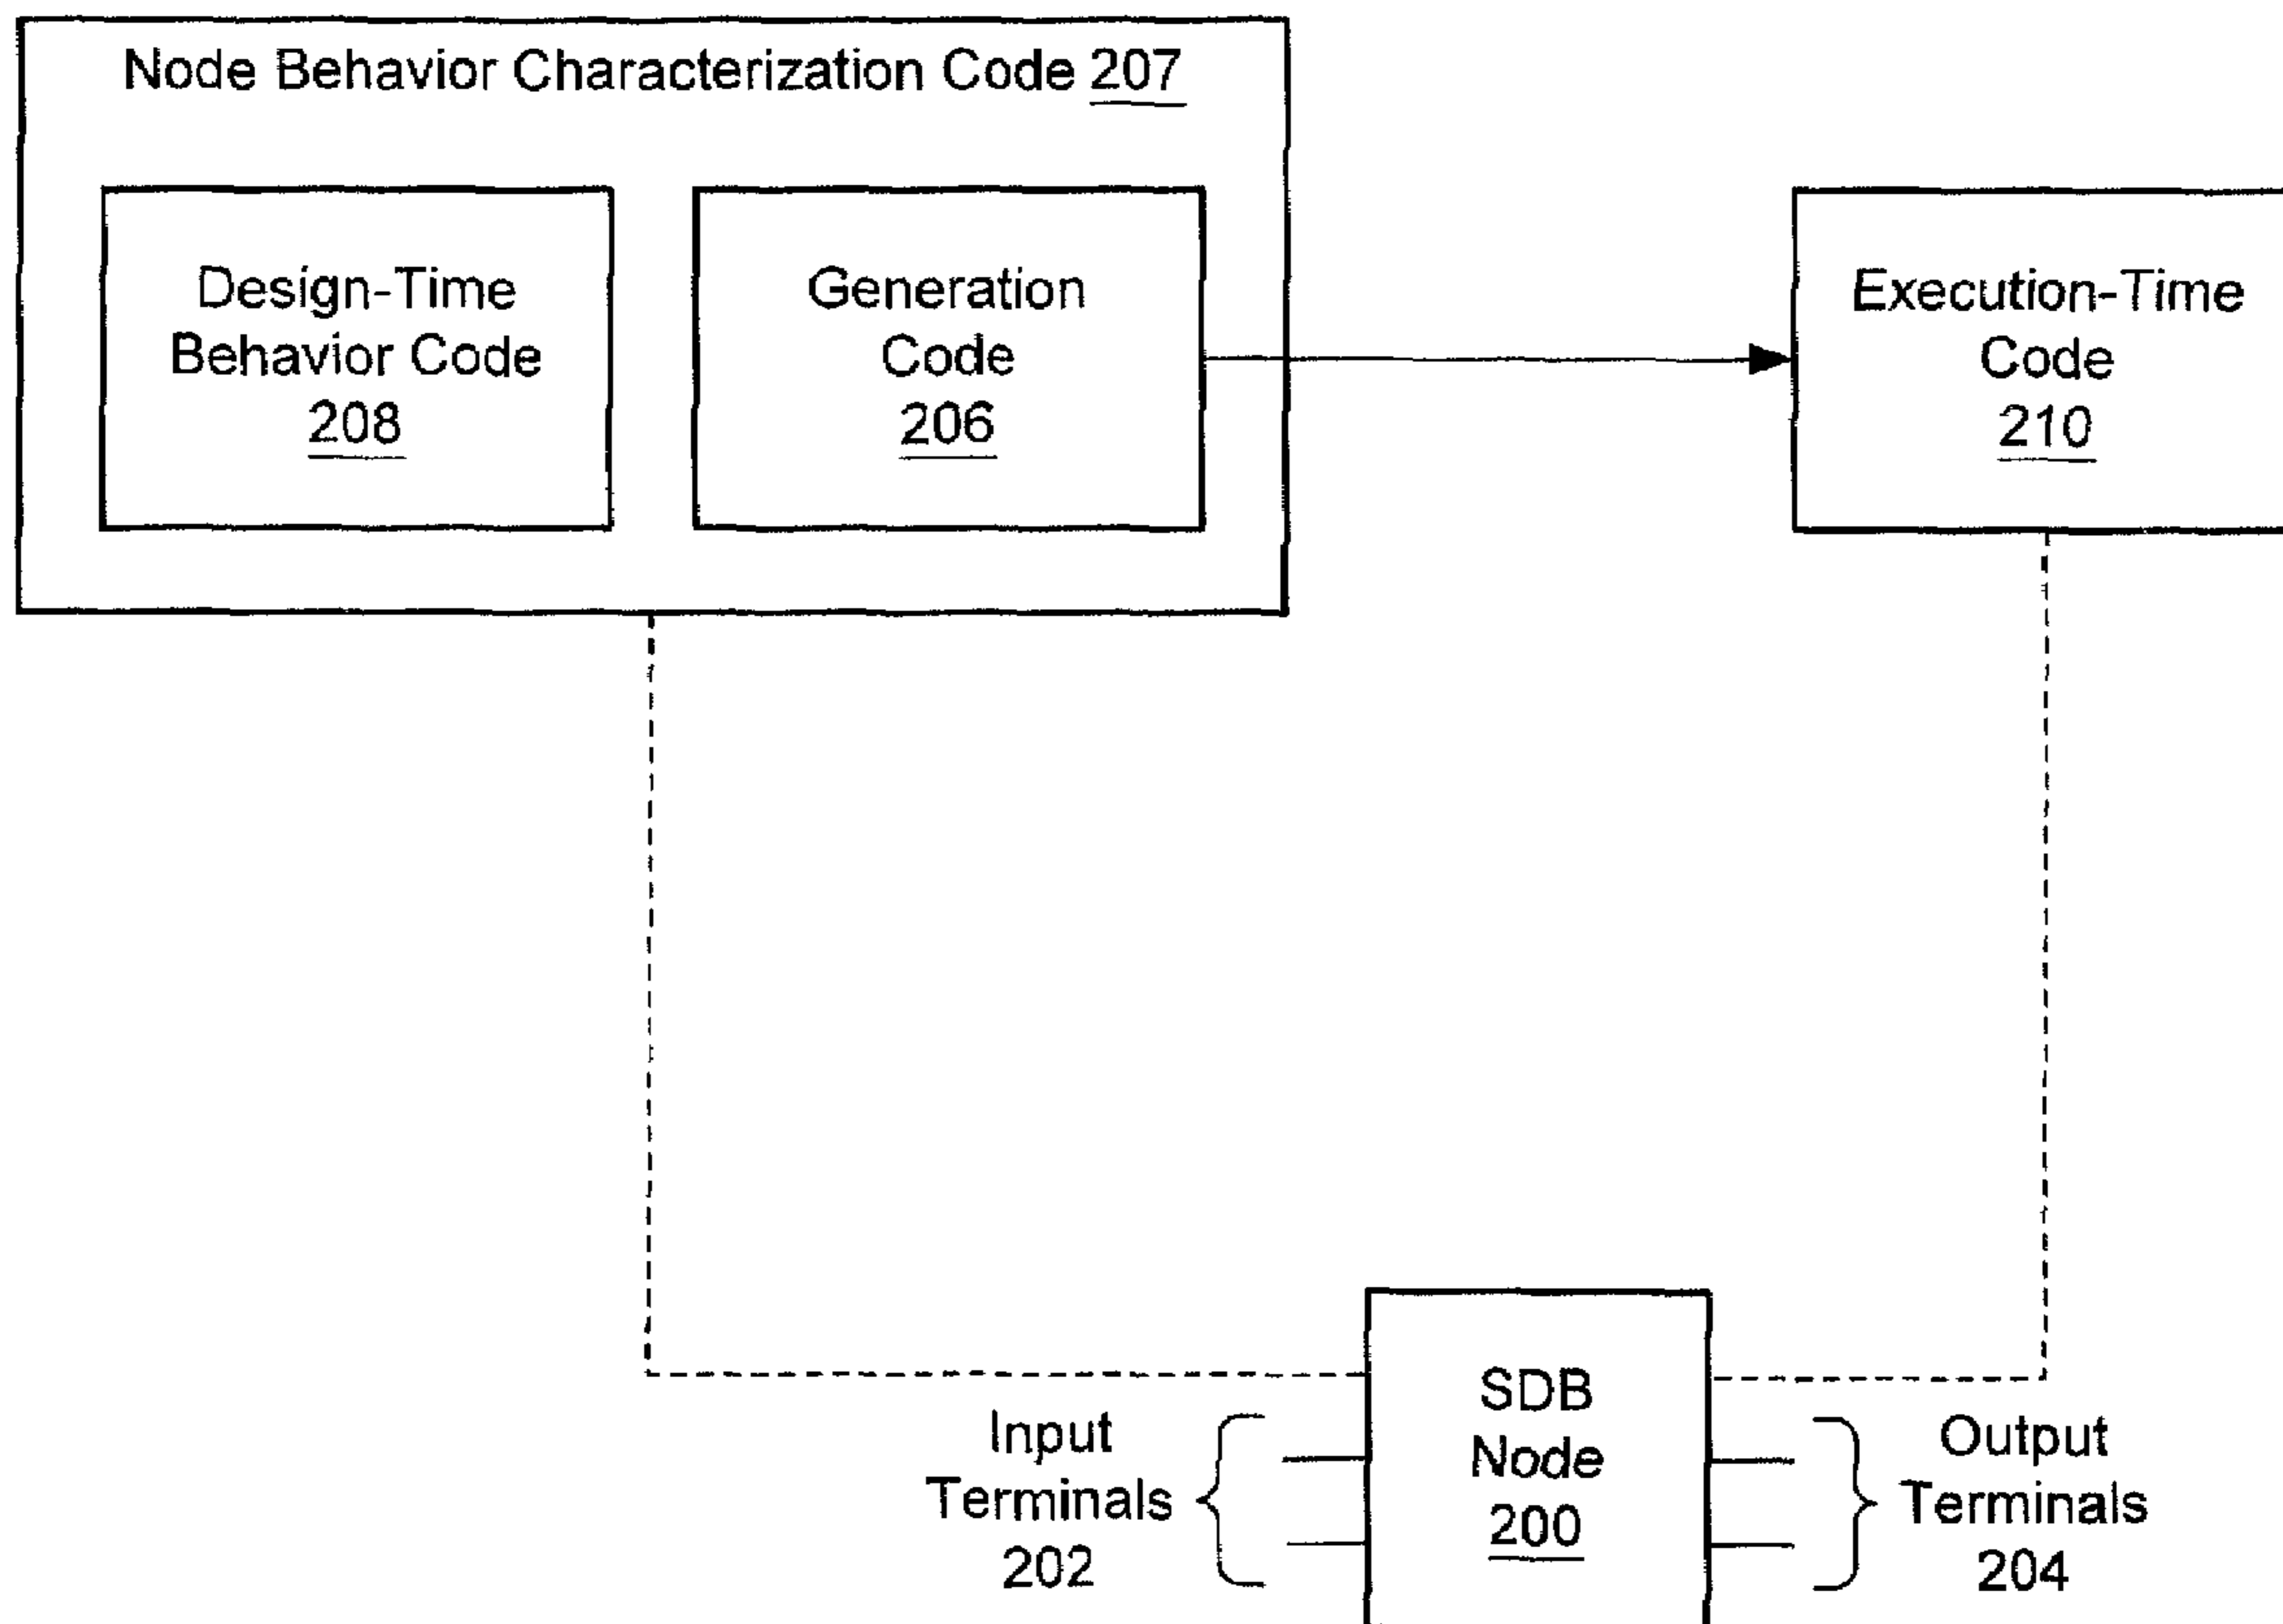 Node Behavior Characterization Code 207
Design-Time
Behavior Code
208
Generation
Code
206
Execution-Time
Code
210
Input
Terminals
202
SDB
Node
200
Output
Terminals
204